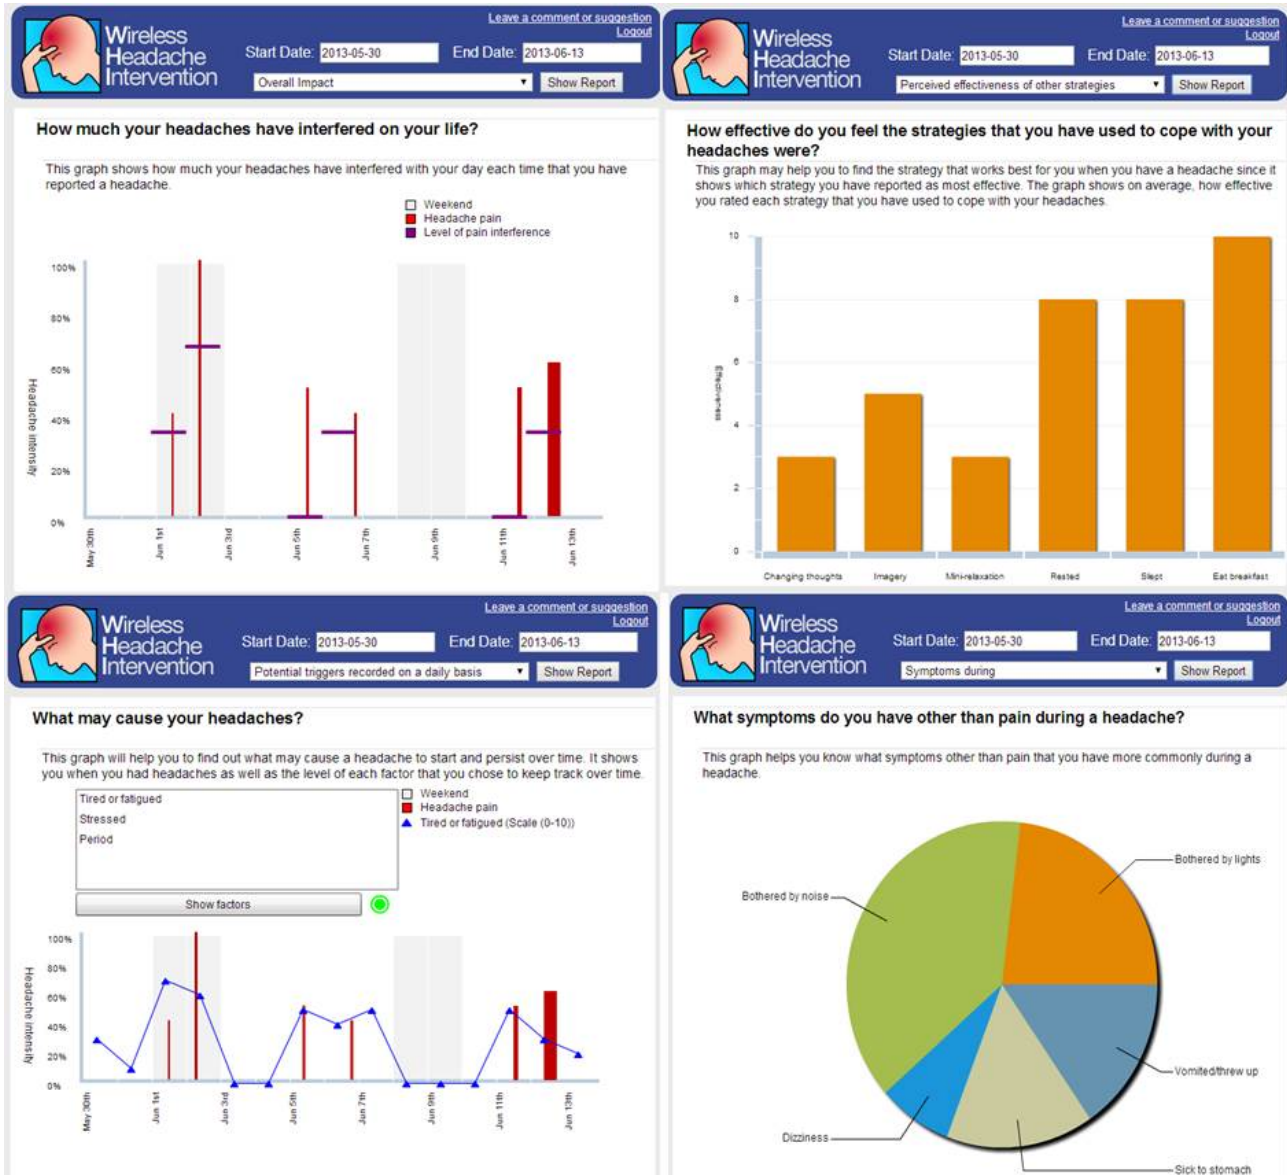 Leave a comment or suggestion
Logout
Wireless
Headache
Intervention
Start Date: 2013-05-30 End Date: 2013-06-13
Overall Impact Show Report
How much your headaches have interfered on your life?
This graph shows how much your headaches have interfered with your day each time that you have
reported a headache.
Weekend
Headache pain
Level of pain interference
100%
80%
60%
40%
20%
0%
Headache intensity
May 30th
Jun 1st
Jun 3rd
Jun 5th
Jun 7th
Jun 9th
Jun 11th
Jun 13th
Leave a comment or suggestion
Logout
Wireless
Headache
Intervention
Start Date: 2013-05-30 End Date: 2013-06-13
Perceived effectiveness of other strategies Show Report
How effective do you feel the strategies that you have used to cope with your
headaches were?
This graph may help you to find the strategy that works best for you when you have a headache since it
shows which strategy you have reported as most effective. The graph shows on average, how effective
you rated each strategy that you have used to cope with your headaches.
10
8
6
4
2
0
Effectiveness
Changing thoughts
Imagery
Mini-relaxation
Rested
Slept
Eat breakfast
Leave a comment or suggestion
Logout
Wireless
Headache
Intervention
Start Date: 2013-05-30 End Date: 2013-06-13
Potential triggers recorded on a daily basis Show Report
What may cause your headaches?
This graph will help you to find out what may cause a headache to start and persist over time. It shows
you when you had headaches as well as the level of each factor that you chose to keep track over time.
Tired or fatigued
Stressed
Period
Show factors
Weekend
Headache pain
Tired or fatigued (Scale (0-10))
100%
80%
60%
40%
20%
0%
Headache intensity
May 30th
Jun 1st
Jun 3rd
Jun 5th
Jun 7th
Jun 9th
Jun 11th
Jun 13th
Leave a comment or suggestion
Logout
Wireless
Headache
Intervention
Start Date: 2013-05-30 End Date: 2013-06-13
Symptoms during Show Report
What symptoms do you have other than pain during a headache?
This graph helps you know what symptoms other than pain that you have more commonly during a
headache.
Bothered by lights
Bothered by noise
Vomited/threw up
Dizziness
Sick to stomach